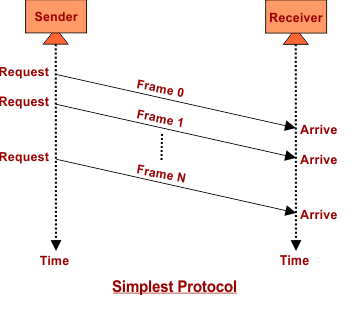 Sender
Receiver
Request
Frame 0
Request
Frame 1
Arrive
Arrive
Request
Frame N
Arrive
Time
Time
Simplest Protocol